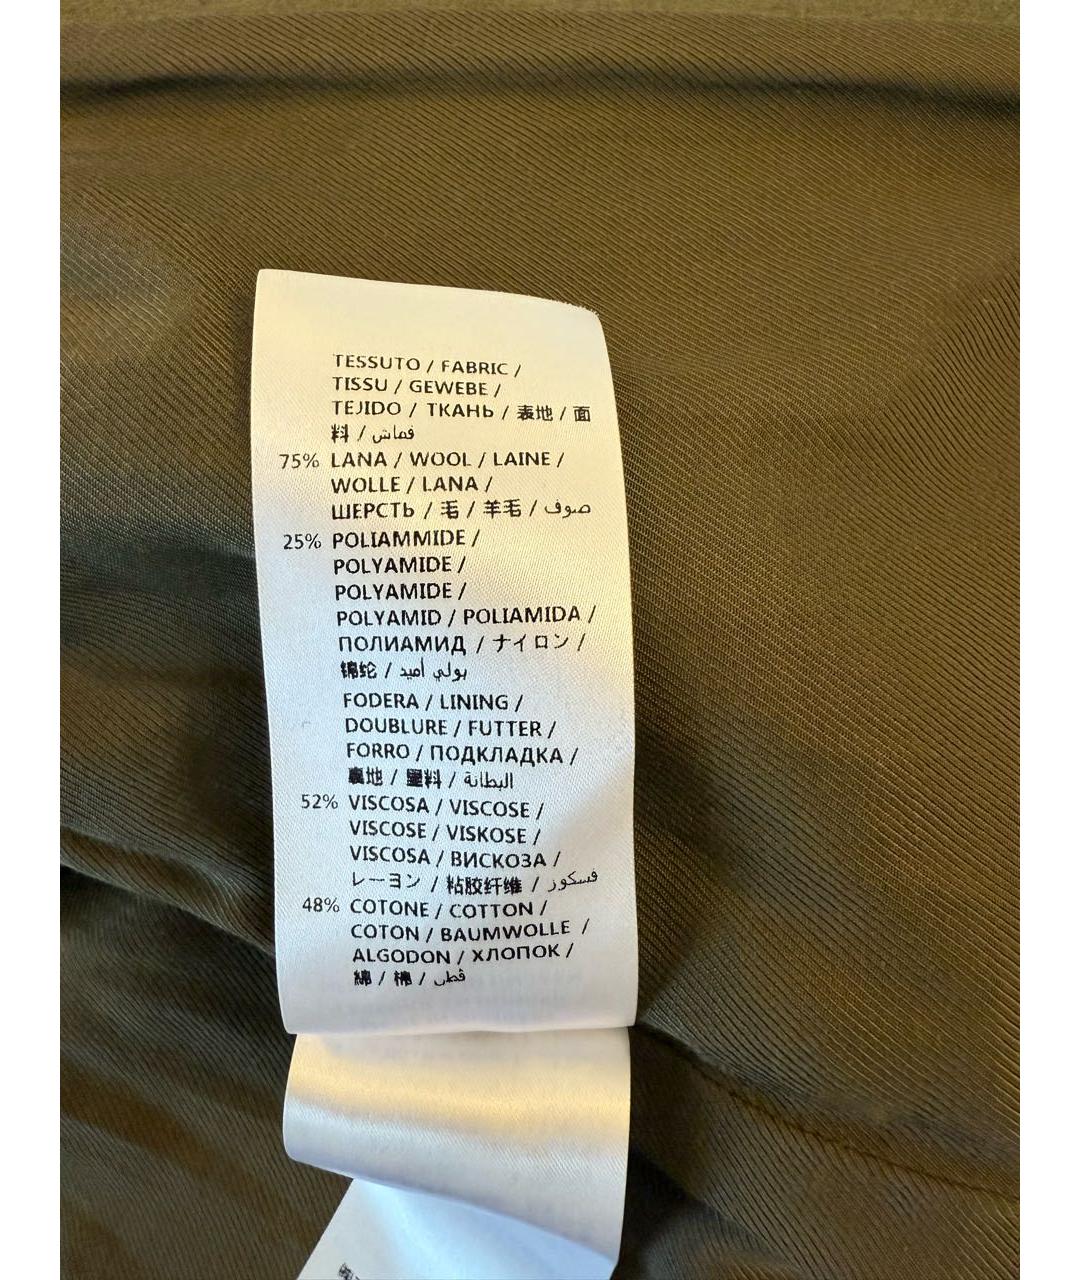 TESSUTO / FABRIC /
TISSU / GEWEBE /
TEJIDO / ТКАНЬ / 表地 / 面
料 / قماش
75% LANA / WOOL / LAINE /
WOLLE / LANA /
ШЕРСТЬ / 毛 / 羊毛 / صوف
25% POLIAMMIDE /
POLYAMIDE /
POLYAMIDE /
POLYAMID / POLIAMIDA /
ПОЛИАМИД / ナイロン /
锦纶 / بولي أميد
FODERA / LINING /
DOUBLURE / FUTTER /
FORRO / ПОДКЛАДКА /
裏地 / 里料 / البطانة
52% VISCOSA / VISCOSE /
VISCOSE / VISKOSE /
VISCOSA / ВИСКОЗА /
レーヨン / 粘胶纤维 / فسكوز
48% COTONE / COTTON /
COTON / BAUMWOLLE /
ALGODON / ХЛОПОК /
綿 / 棉 / قطن